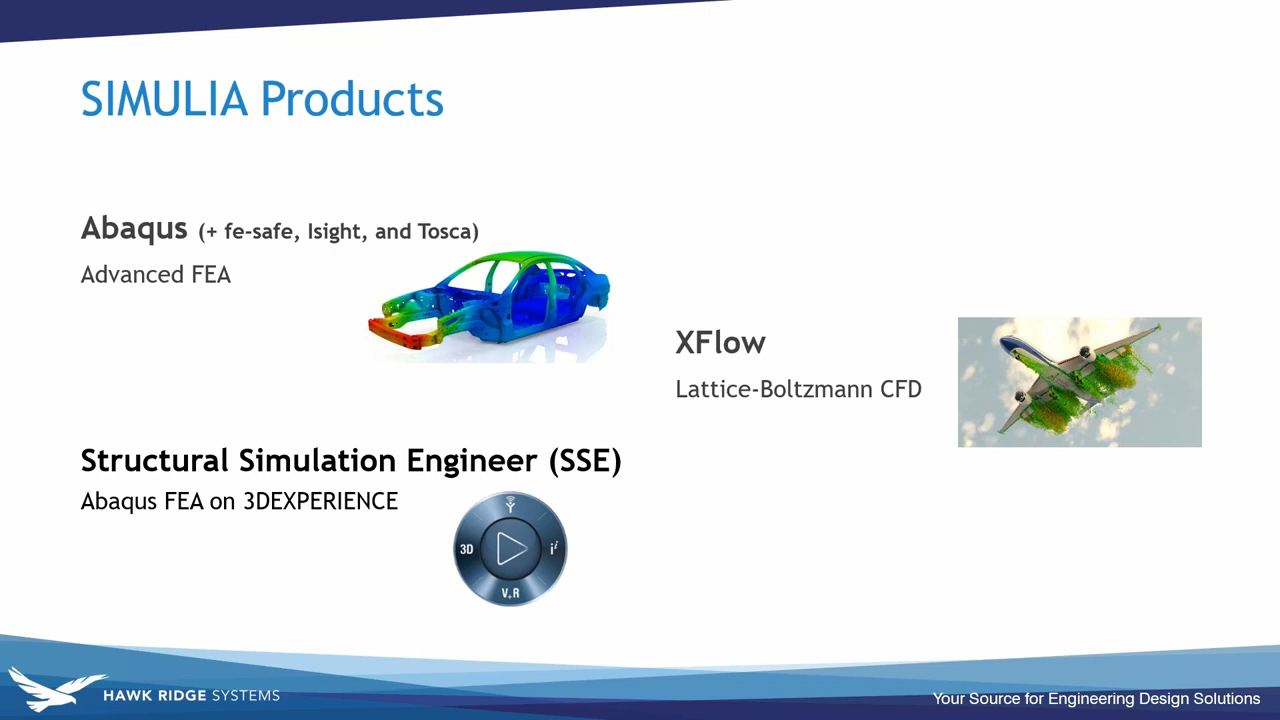 SIMULIA Products
Abaqus (+ fe-safe, Isight, and Tosca)
Advanced FEA
XFlow
Lattice-Boltzmann CFD
Structural Simulation Engineer (SSE)
Abaqus FEA on 3DEXPERIENCE
3D
i²
V,R
HAWK RIDGE SYSTEMS
Your Source for Engineering Design Solutions